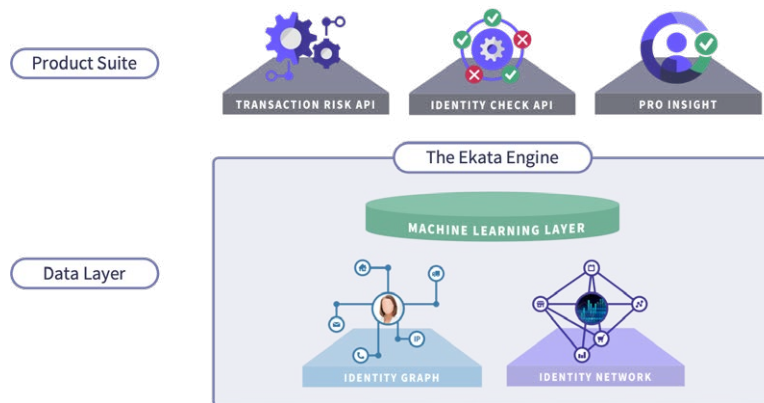 Product Suite
TRANSACTION RISK API
IDENTITY CHECK API
PRO INSIGHT
The Ekata Engine
MACHINE LEARNING LAYER
Data Layer
IP
IDENTITY GRAPH
IDENTITY NETWORK